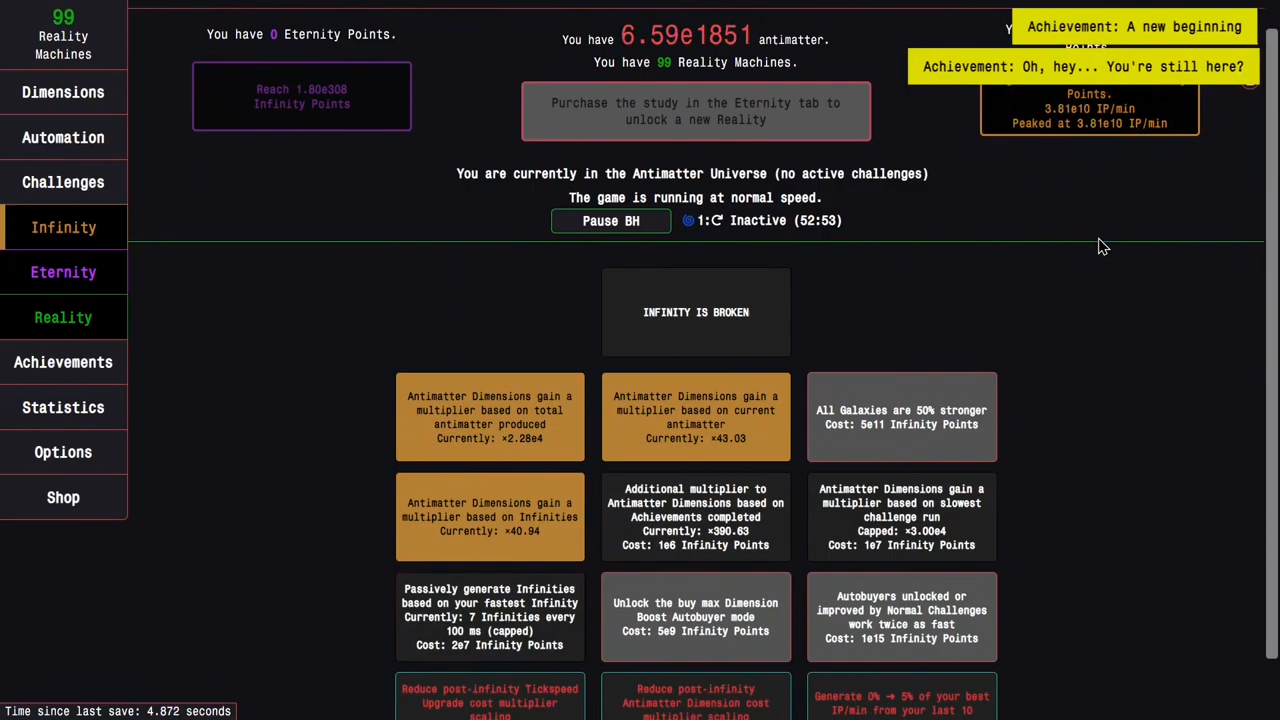 99
Reality
Machines
Dimensions
Automation
Challenges
Infinity
Eternity
Reality
Achievements
Statistics
Options
Shop
You have 0 Eternity Points.
Reach 1.80e308
Infinity Points
You have 6.59e1851 antimatter.
You have 99 Reality Machines.
Purchase the study in the Eternity tab to
unlock a new Reality
Achievement: A new beginning
Achievement: Oh, hey... You're still here?
Points.
3.81e10 IP/min
Peaked at 3.81e10 IP/min
You are currently in the Antimatter Universe (no active challenges)
The game is running at normal speed.
Pause BH
1: Inactive (52:53)
INFINITY IS BROKEN
Antimatter Dimensions gain a
multiplier based on total
antimatter produced
Currently: ×2.28e4
Antimatter Dimensions gain a
multiplier based on current
antimatter
Currently: ×43.03
All Galaxies are 50% stronger
Cost: 5e11 Infinity Points
Antimatter Dimensions gain a
multiplier based on Infinities
Currently: ×40.94
Additional multiplier to
Antimatter Dimensions based on
Achievements completed
Currently: ×390.63
Cost: 1e6 Infinity Points
Antimatter Dimensions gain a
multiplier based on slowest
challenge run
Capped: ×3.00e4
Cost: 1e7 Infinity Points
Passively generate Infinities
based on your fastest Infinity
Currently: 7 Infinities every
100 ms (capped)
Cost: 2e7 Infinity Points
Unlock the buy max Dimension
Boost Autobuyer mode
Cost: 5e9 Infinity Points
Autobuyers unlocked or
improved by Normal Challenges
work twice as fast
Cost: 1e15 Infinity Points
Reduce post-infinity Tickspeed
Upgrade cost multiplier
scaling
Reduce post-infinity
Antimatter Dimension cost
multiplier scaling
Generate 0% → 5% of your best
IP/min from your last 10
Time since last save: 4.872 seconds